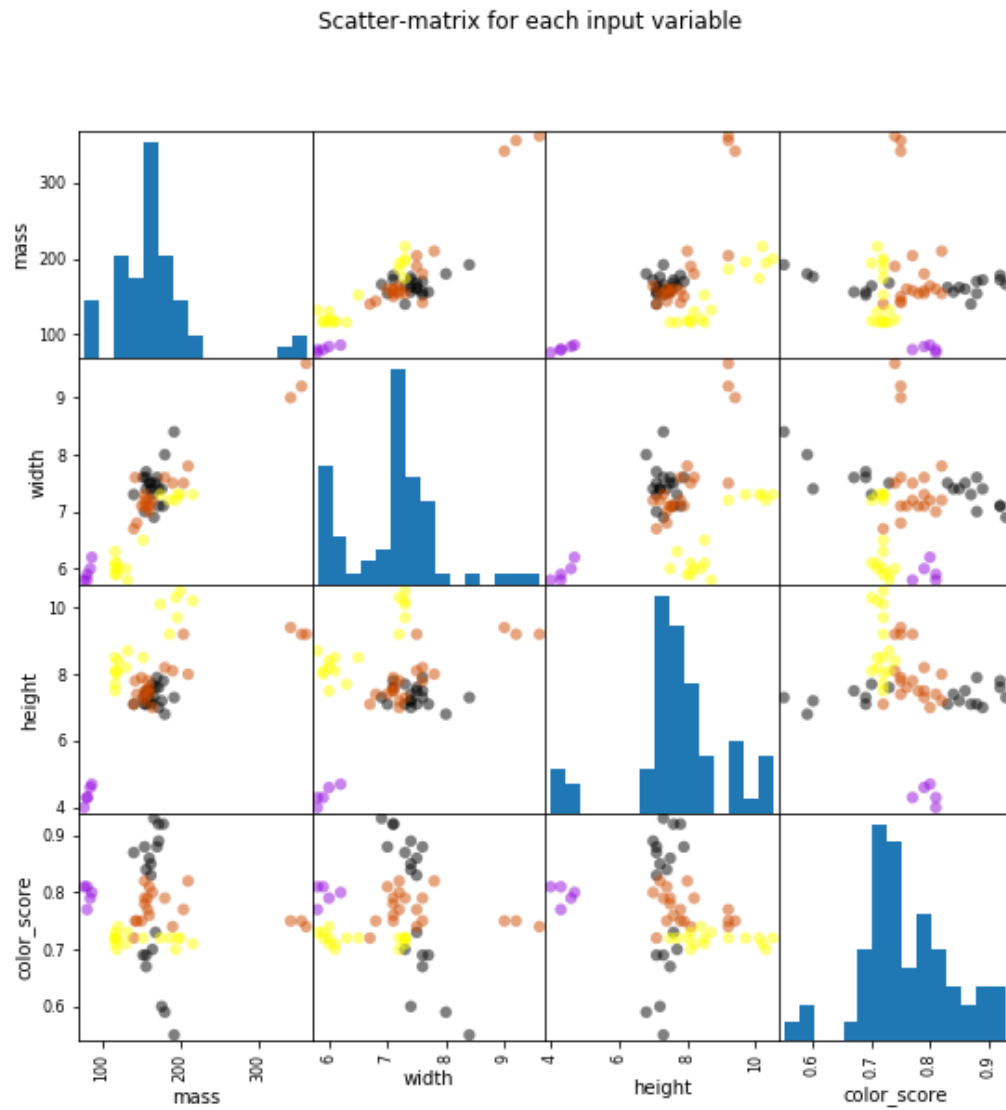 Scatter-matrix for each input variable
300
200
100
mass
9
8
7
6
width
10
8
6
4
height
0.9
0.8
0.7
0.6
color_score
100 200 300
mass
6 7 8 9
width
4 6 8 10
height
0.6 0.7 0.8 0.9
color_score